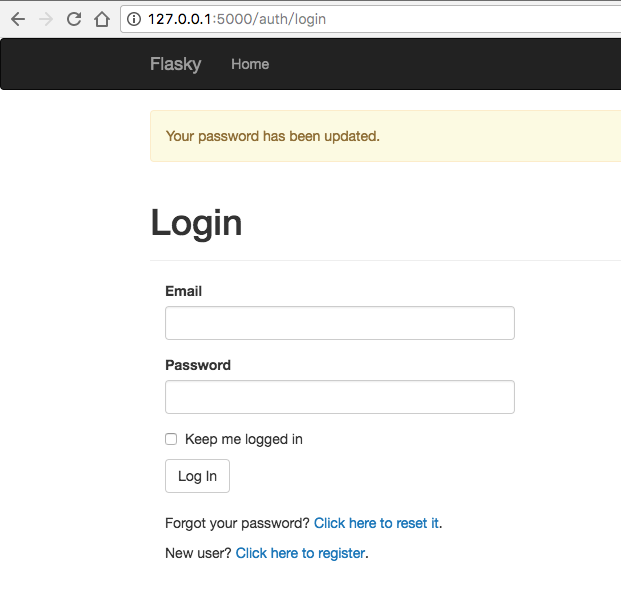 127.0.0.1:5000/auth/login
Flasky Home
Your password has been updated.
Login
Email
Password
Keep me logged in
Log In
Forgot your password? Click here to reset it.
New user? Click here to register.